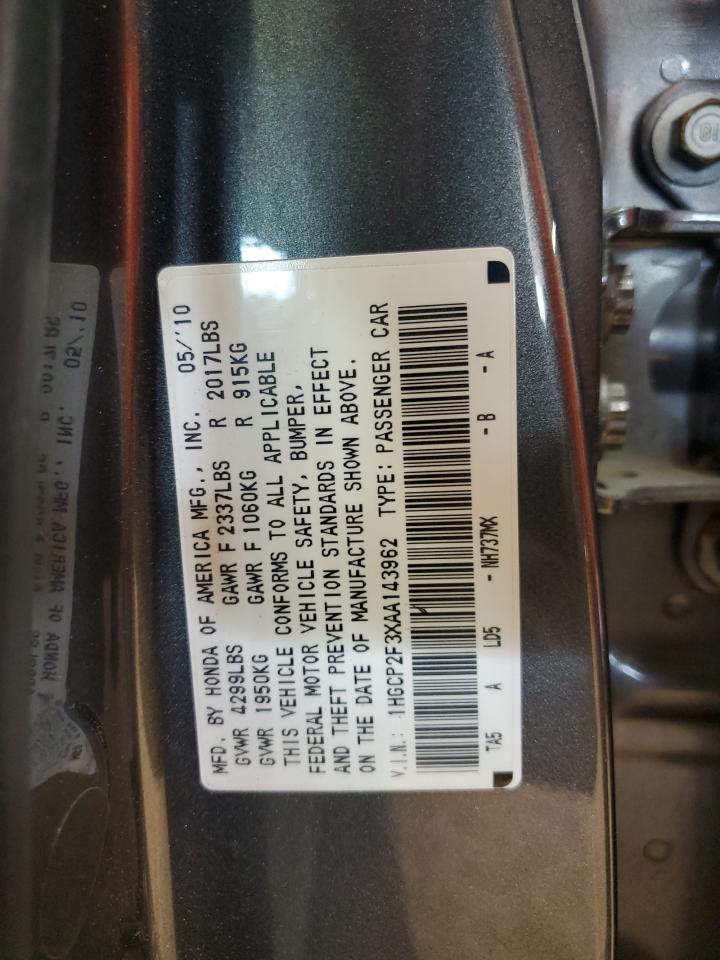 MFD. BY HONDA OF AMERICA MFG., INC. 05/'10
GVWR 4299LBS GAWR F 2337LBS R 2017LBS
GVWR 1950KG GAWR F 1060KG R 915KG
THIS VEHICLE CONFORMS TO ALL APPLICABLE
FEDERAL MOTOR VEHICLE SAFETY, BUMPER,
AND THEFT PREVENTION STANDARDS IN EFFECT
ON THE DATE OF MANUFACTURE SHOWN ABOVE.
V.I.N.: 1HGCP2F3XAA143962 TYPE: PASSENGER CAR
TA5 A LD5 - NH737MX - B - A